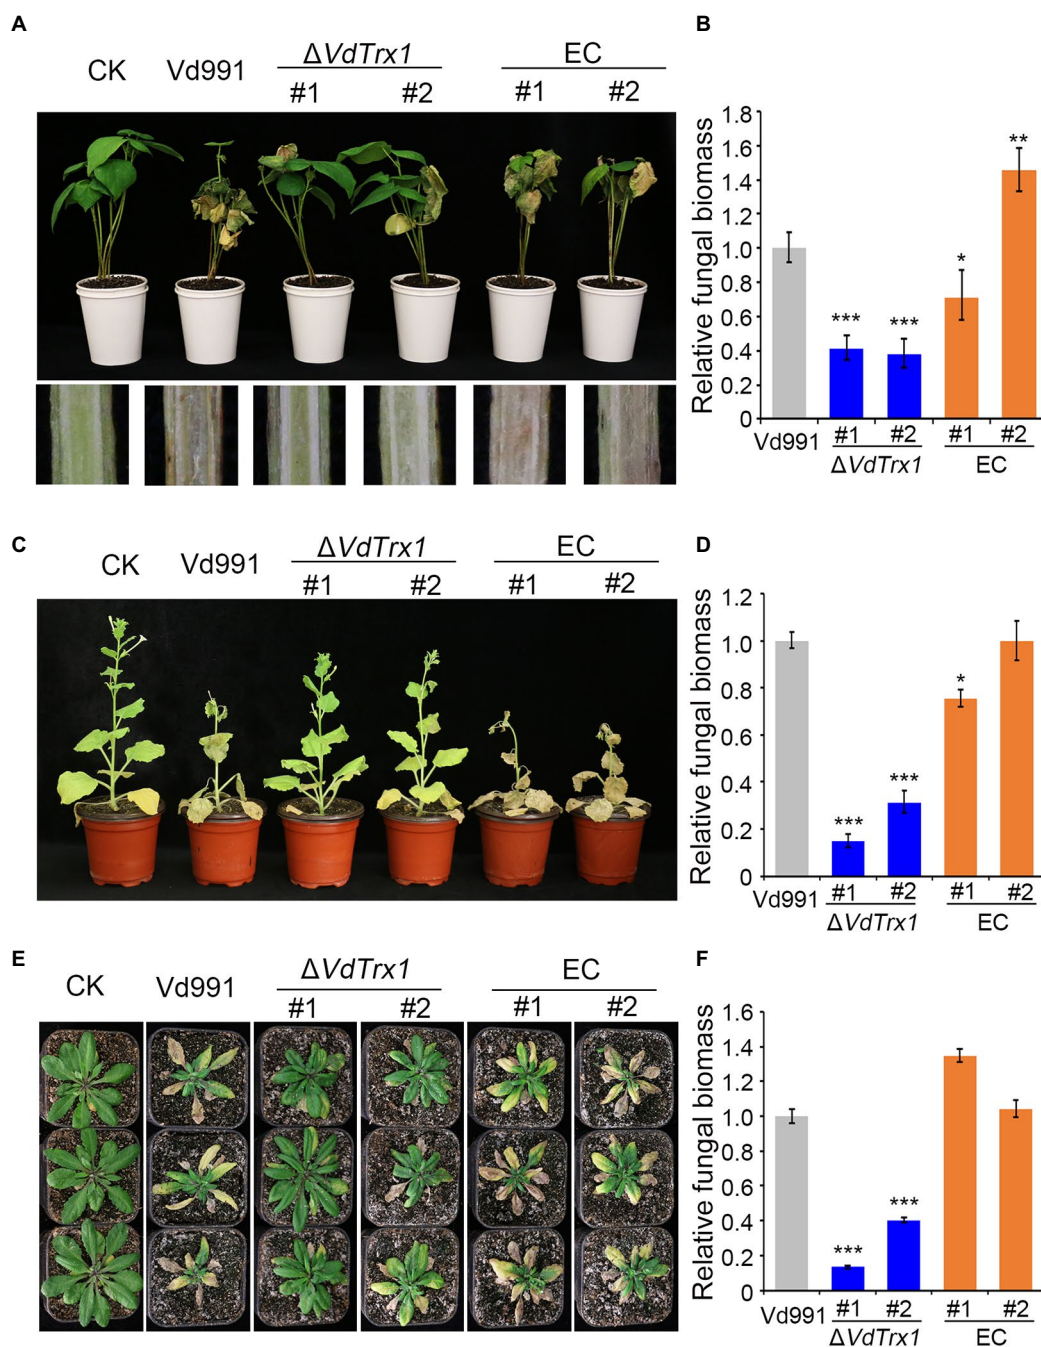 A
CK Vd991 ΔVdTrx1 EC
#1 #2 #1 #2
B
Relative fungal biomass
1.8
1.6
1.4
1.2
1.0
0.8
0.6
0.4
0.2
0
*** *** * **
Vd991 #1 #2 #1 #2
ΔVdTrx1 EC
C
CK Vd991 ΔVdTrx1 EC
#1 #2 #1 #2
D
Relative fungal biomass
1.2
1.0
0.8
0.6
0.4
0.2
0
*** *** *
Vd991 #1 #2 #1 #2
ΔVdTrx1 EC
E
CK Vd991 ΔVdTrx1 EC
#1 #2 #1 #2
F
Relative fungal biomass
1.6
1.4
1.2
1.0
0.8
0.6
0.4
0.2
0
*** ***
Vd991 #1 #2 #1 #2
ΔVdTrx1 EC